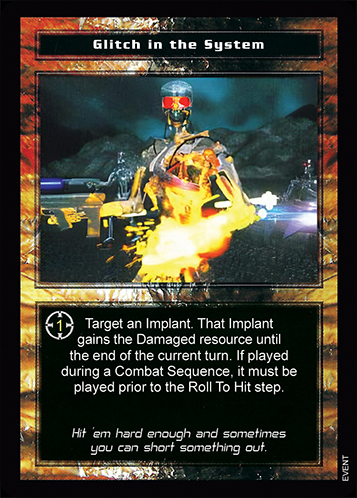 Glitch in the System
1
Target an Implant. That Implant
gains the Damaged resource until
the end of the current turn. If played
during a Combat Sequence, it must be
played prior to the Roll To Hit step.
Hit 'em hard enough and sometimes
you can short something out.
EVENT